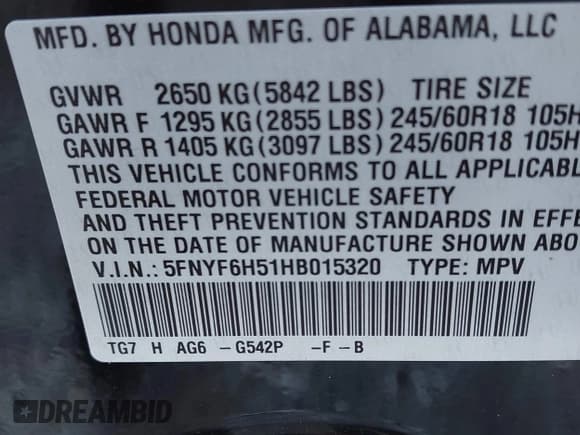 MFD. BY HONDA MFG. OF ALABAMA, LLC
GVWR 2650 KG(5842 LBS) TIRE SIZE
GAWR F 1295 KG(2855 LBS) 245/60R18 105H
GAWR R 1405 KG(3097 LBS) 245/60R18 105H
THIS VEHICLE CONFORMS TO ALL APPLICABL
FEDERAL MOTOR VEHICLE SAFETY
AND THEFT PREVENTION STANDARDS IN EFFE
ON THE DATE OF MANUFACTURE SHOWN ABO
V.I.N.: 5FNYF6H51HB015320 TYPE: MPV
TG7 H AG6 -G542P -F-B
DREAMBID